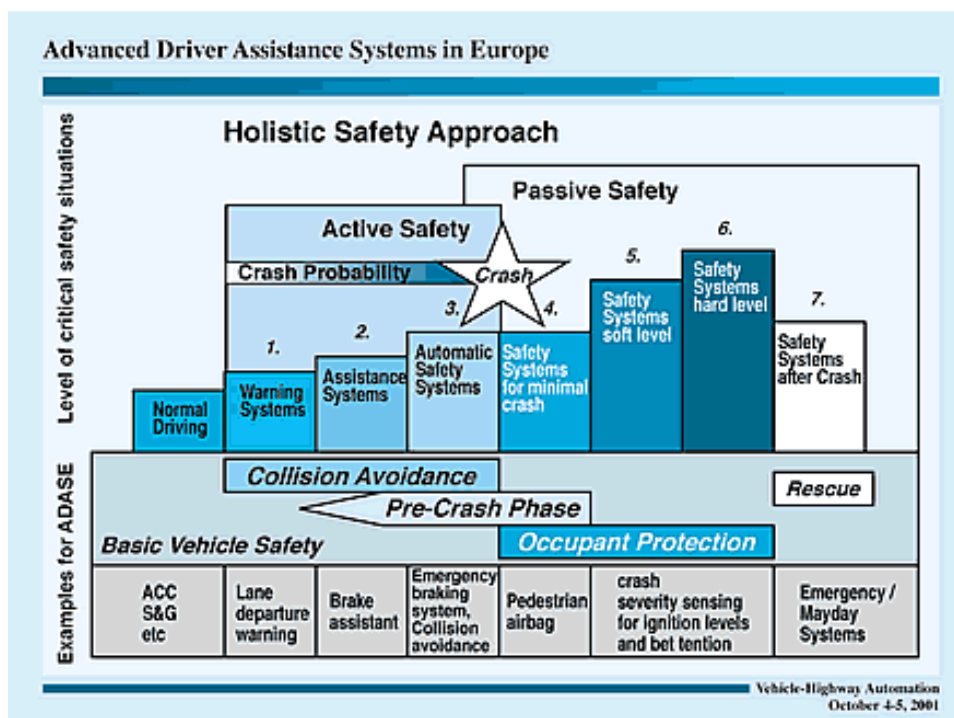 Advanced Driver Assistance Systems in Europe
Level of critical safety situations
Holistic Safety Approach
Passive Safety
Active Safety
Crash Probability
Crash
Normal
Driving
1.
Warning
Systems
2.
Assistance
Systems
3.
Automatic
Safety
Systems
4.
Safety
Systems
for minimal
crash
5.
Safety
Systems
soft level
6.
Safety
Systems
hard level
7.
Safety
Systems
after Crash
Collision Avoidance
Pre-Crash Phase
Rescue
Basic Vehicle Safety
Occupant Protection
Examples for ADASE
ACC
S&G
etc
Lane
departure
warning
Brake
assistant
Emergency
braking
system,
Collision
avoidance
Pedestrian
airbag
crash
severity sensing
for ignition levels
and bet tention
Emergency /
Mayday
Systems
Vehicle-Highway Automation
October 4-5, 2001